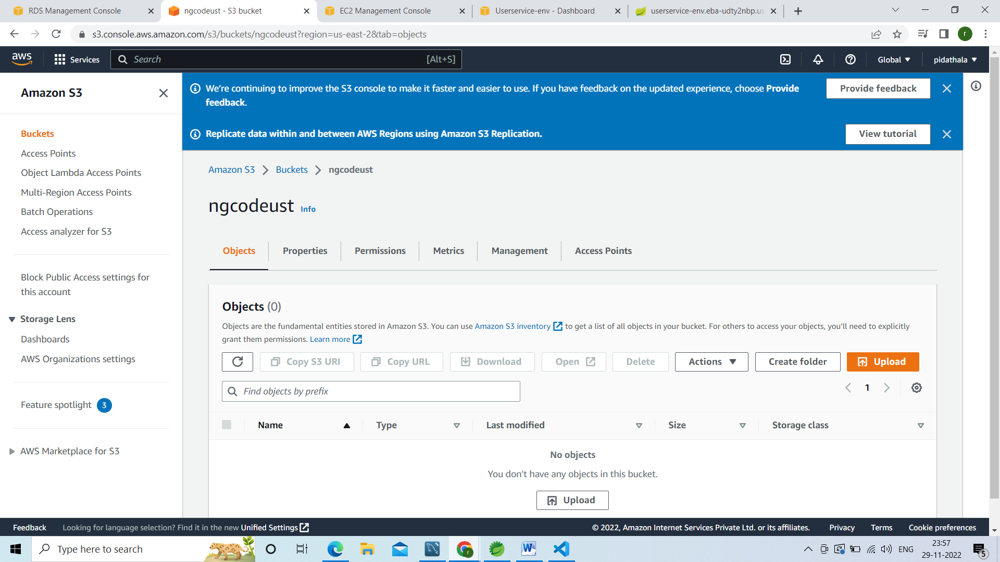 RDS Management Console
ngcodeust - S3 bucket
EC2 Management Console
Userservice-env - Dashboard
userservice-env.eba-udty2nbp.us
s3.console.aws.amazon.com/s3/buckets/ngcodeust?region=us-east-2&tab=objects
r
aws
Services
Search
[Alt+S]
Global
pidathala
Amazon S3
Buckets
Access Points
Object Lambda Access Points
Multi-Region Access Points
Batch Operations
Access analyzer for S3
Block Public Access settings for
this account
Storage Lens
Dashboards
AWS Organizations settings
Feature spotlight 3
AWS Marketplace for S3
We're continuing to improve the S3 console to make it faster and easier to use. If you have feedback on the updated experience, choose Provide
feedback.
Provide feedback
Replicate data within and between AWS Regions using Amazon S3 Replication.
View tutorial
Amazon S3 > Buckets > ngcodeust
ngcodeust Info
Objects
Properties
Permissions
Metrics
Management
Access Points
Objects (0)
Objects are the fundamental entities stored in Amazon S3. You can use Amazon S3 inventory to get a list of all objects in your bucket. For others to access your objects, you'll need to explicitly
grant them permissions. Learn more
Copy S3 URI
Copy URL
Download
Open
Delete
Actions
Create folder
Upload
Find objects by prefix
1
Name
Type
Last modified
Size
Storage class
No objects
You don't have any objects in this bucket.
Upload
Feedback
Looking for language selection? Find it in the new Unified Settings
© 2022, Amazon Internet Services Private Ltd. or its affiliates.
Privacy
Terms
Cookie preferences
Type here to search
ENG
23:57
29-11-2022
5